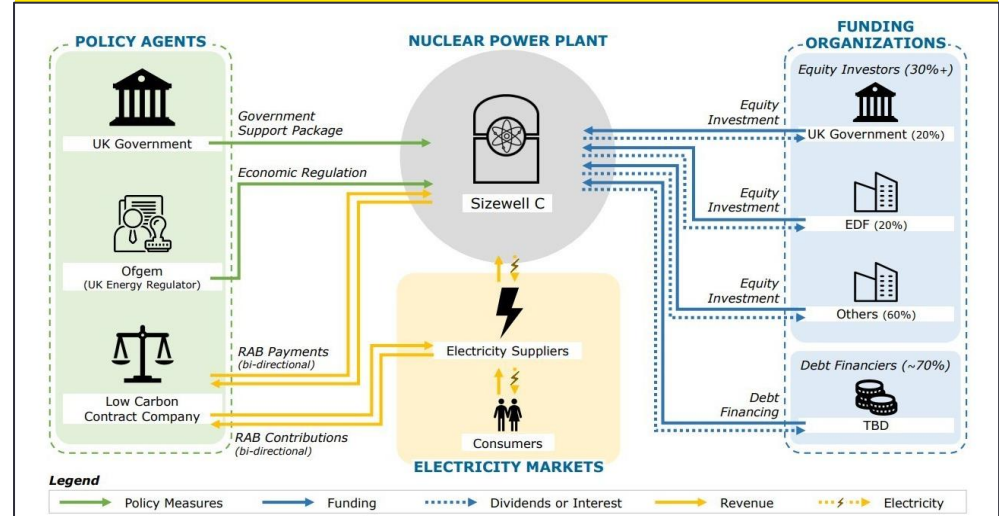 POLICY AGENTS
UK Government
Ofgem
(UK Energy Regulator)
Low Carbon
Contract Company
Government
Support Package
Economic Regulation
RAB Payments
(bi-directional)
RAB Contributions
(bi-directional)
NUCLEAR POWER PLANT
Sizewell C
Electricity Suppliers
Consumers
ELECTRICITY MARKETS
Equity
Investment
Equity
Investment
Equity
Investment
Debt
Financing
FUNDING
ORGANIZATIONS
Equity Investors (30%+)
UK Government (20%)
EDF (20%)
Others (60%)
Debt Financiers (~70%)
TBD
Legend
Policy Measures
Funding
Dividends or Interest
Revenue
Electricity